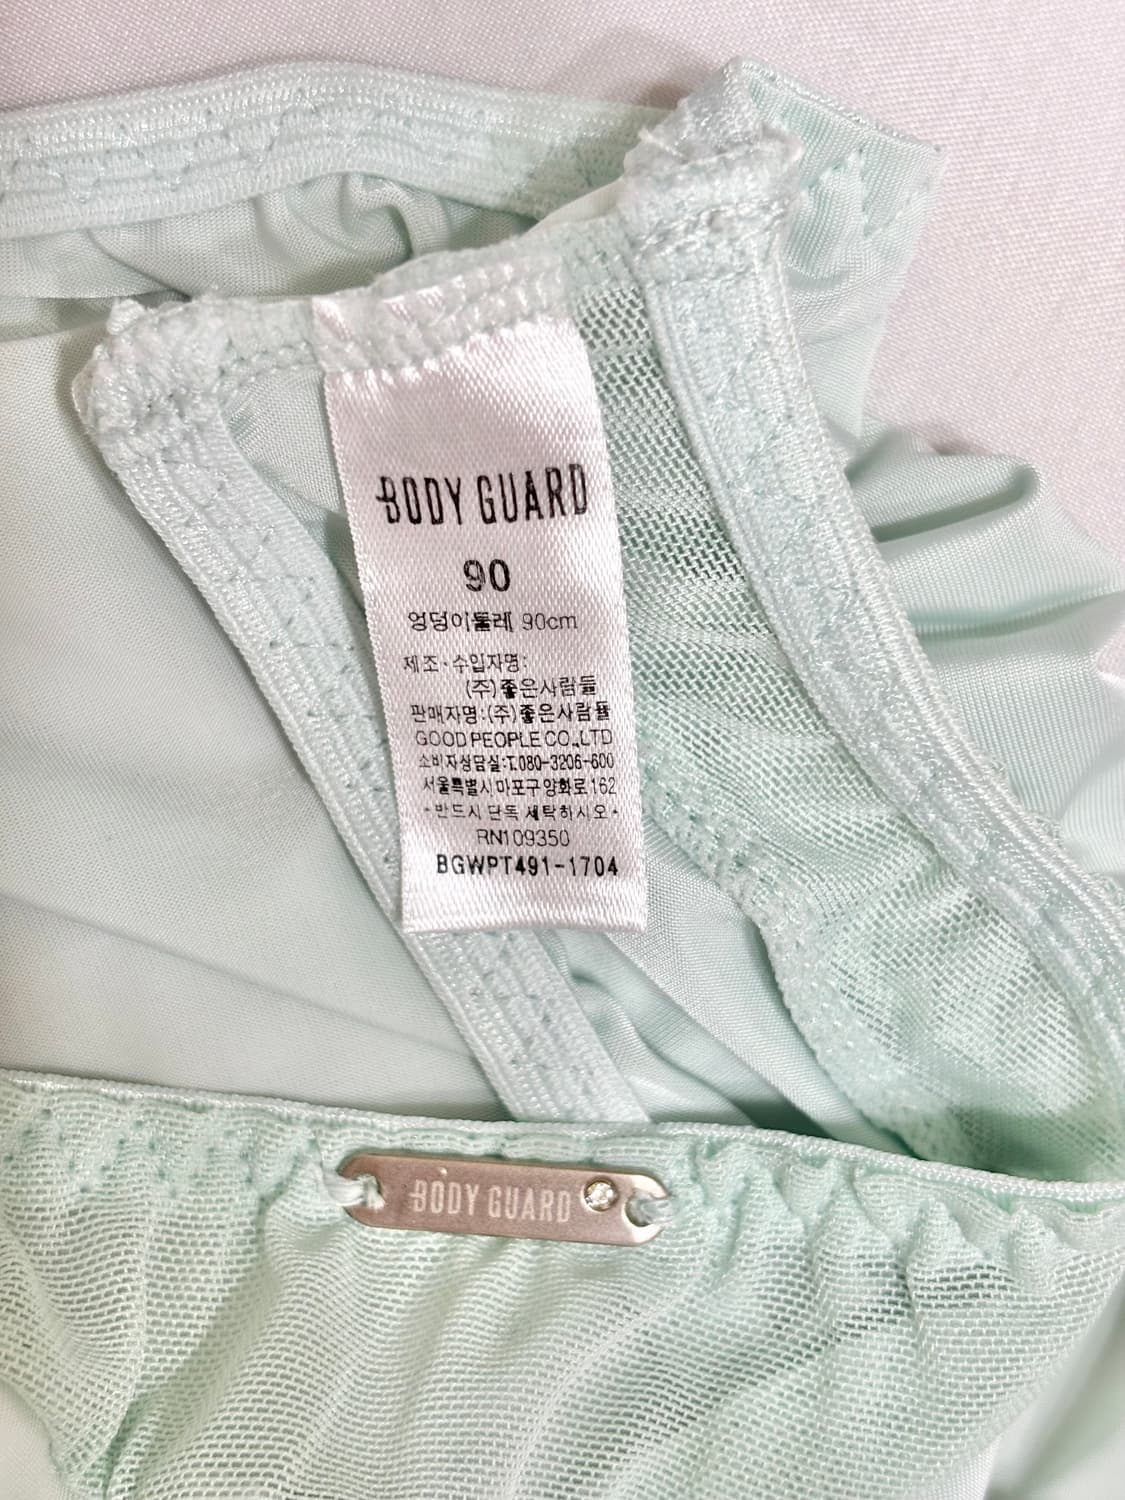 BODY GUARD
90
엉덩이둘레 90cm
제조·수입자명:
(주)좋은사람들
판매자명:(주)좋은사람들
GOOD PEOPLE CO.,LTD
소비자상담실:T.080-3206-600
서울특별시마포구양화로162
*반드시 단독 세탁하시오*
RN109350
BGWPT491-1704
BODY GUARD